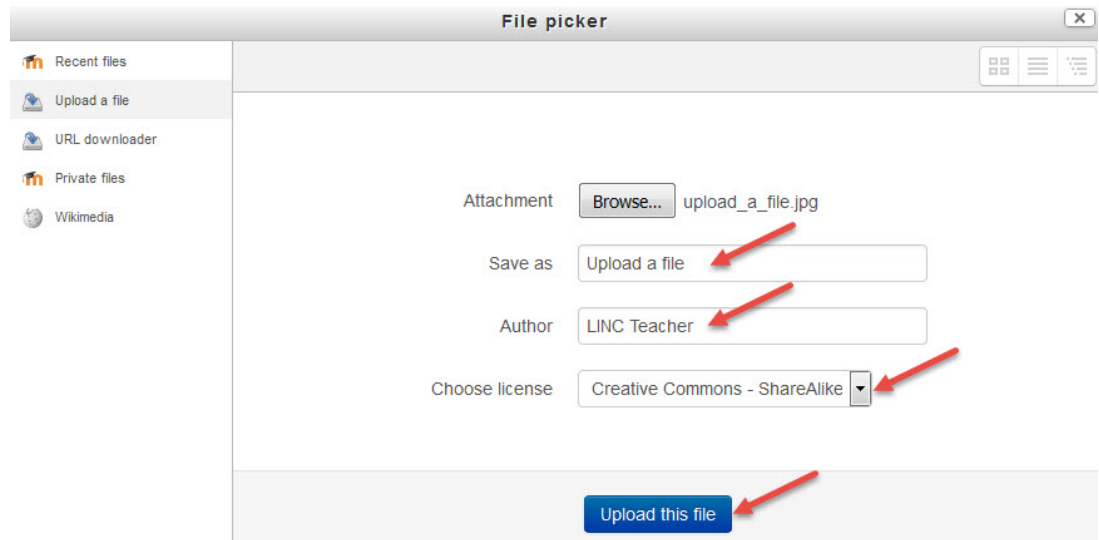 File picker
Recent files
Upload a file
URL downloader
Private files
Wikimedia
Attachment Browse... upload_a_file.jpg
Save as Upload a file
Author LINC Teacher
Choose license Creative Commons - ShareAlike
Upload this file